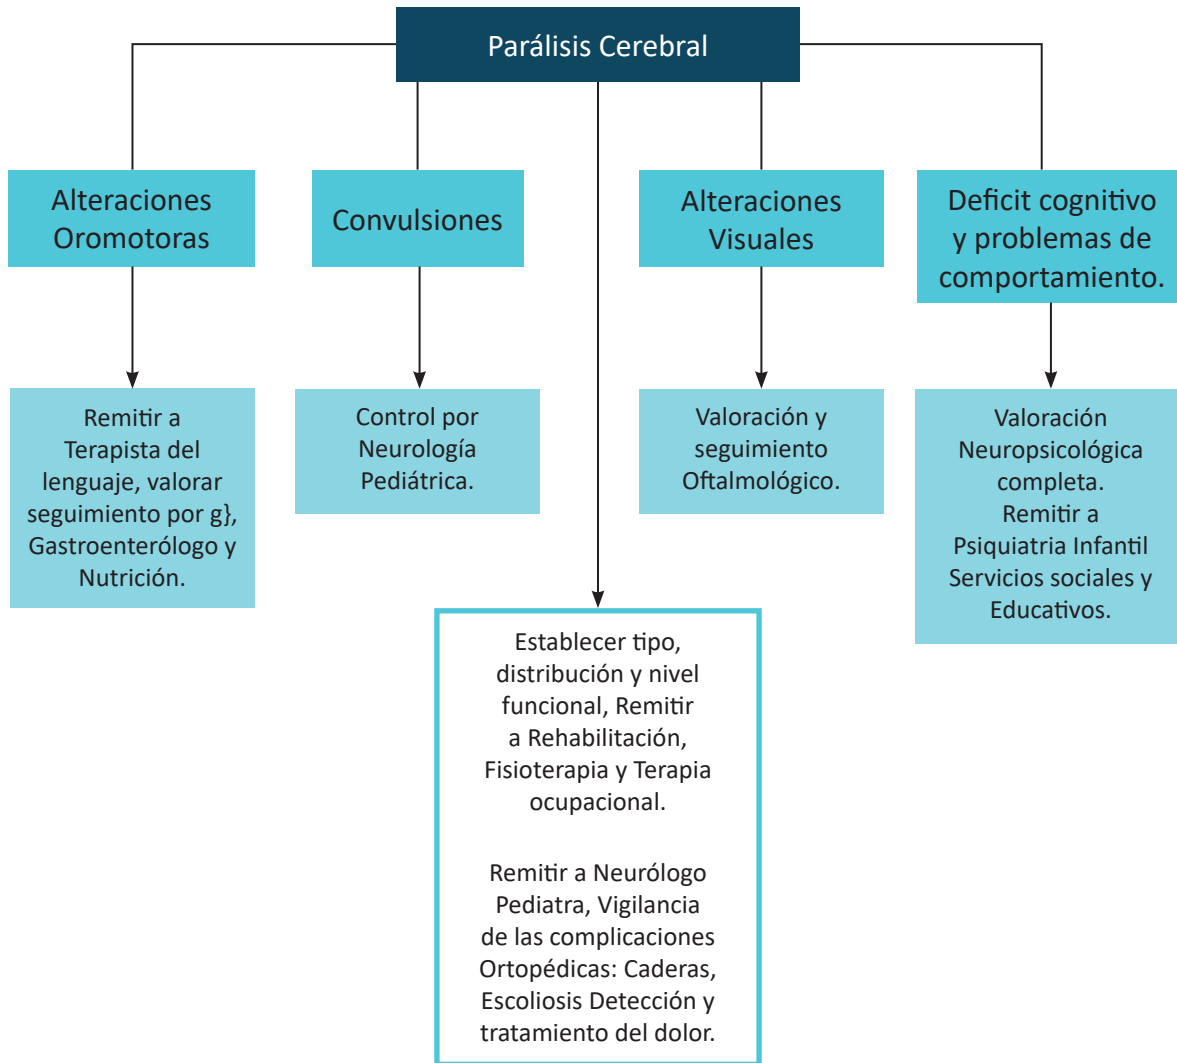 Parálisis Cerebral
Alteraciones
Oromotoras
Convulsiones
Alteraciones
Visuales
Deficit cognitivo
y problemas de
comportamiento.
Remitir a
Terapista del
lenguaje, valorar
seguimiento por g},
Gastroenterólogo y
Nutrición.
Control por
Neurología
Pediátrica.
Valoración y
seguimiento
Oftalmológico.
Valoración
Neuropsicológica
completa.
Remitir a
Psiquiatria Infantil
Servicios sociales y
Educativos.
Establecer tipo,
distribución y nivel
funcional, Remitir
a Rehabilitación,
Fisioterapia y Terapia
ocupacional.
Remitir a Neurólogo
Pediatra, Vigilancia
de las complicaciones
Ortopédicas: Caderas,
Escoliosis Detección y
tratamiento del dolor.